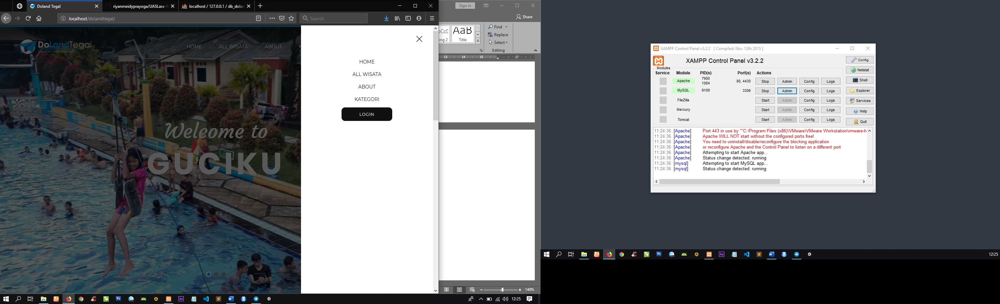 Doland Tegal
riyanmeidyprayoga/UASLara-1
localhost / 127.0.0.1 / db_dolan
localhost/dolandtegal/
Search
DoLandTegal
Search For Tourist Attractions
HOME
ALL WISATA
ABOUT
K
Welcome to
GUCIKU
HOME
ALL WISATA
ABOUT
KATEGORI
LOGIN
12:25
Sign in
Share
AaB
ing 2
Title
Find
Replace
Select
Editing
13 14 15 17
140%
XAMPP Control Panel v3.2.2 [ Compiled: Nov 12th 2015 ]
XAMPP Control Panel v3.2.2
Modules
Service Module PID(s) Port(s) Actions
Apache 7900 1084 80, 4430 Stop Admin Config Logs
MySQL 9108 3306 Stop Admin Config Logs
FileZilla Start Admin Config Logs
Mercury Start Admin Config Logs
Tomcat Start Admin Config Logs
Config
Netstat
Shell
Explorer
Services
Help
Quit
11:24:36 [Apache] Port 443 in use by ""C:\Program Files (x86)\VMware\VMware Workstation\vmware-h
11:24:36 [Apache] Apache WILL NOT start without the configured ports free!
11:24:36 [Apache] You need to uninstall/disable/reconfigure the blocking application
11:24:36 [Apache] or reconfigure Apache and the Control Panel to listen on a different port
11:24:36 [Apache] Attempting to start Apache app...
11:24:36 [Apache] Status change detected: running
11:24:36 [mysql] Attempting to start MySQL app...
11:24:36 [mysql] Status change detected: running
12:25